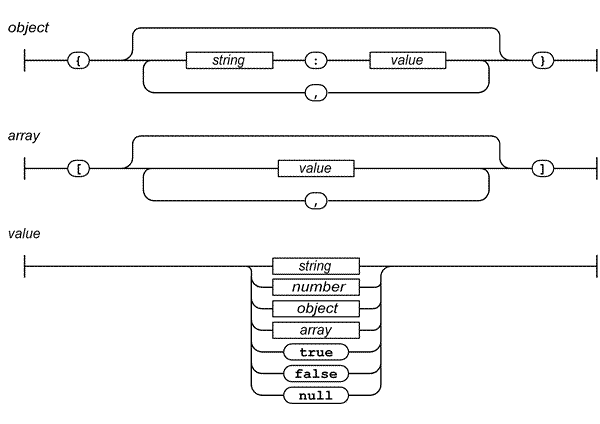 object
{ string : value }
,
array
[ value ]
,
value
string
number
object
array
true
false
null